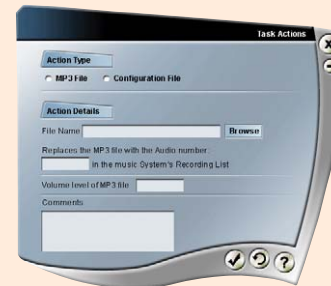 Task Actions
Action Type
MP3 File Configuration File
Action Details
File Name Browse
Replaces the MP3 file with the Audio number:
in the music System's Recording List
Volume level of MP3 file
Comments